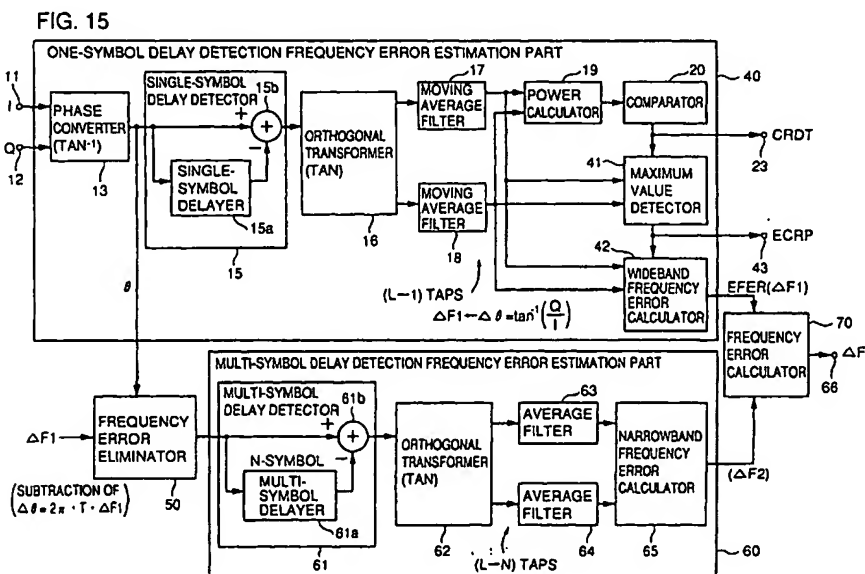 FIG. 15
ONE-SYMBOL DELAY DETECTION FREQUENCY ERROR ESTIMATION PART
11
I
Q
12
PHASE
CONVERTER
(TAN-1)
13
SINGLE-SYMBOL
DELAY DETECTOR
15b
+
+
−
SINGLE-
SYMBOL
DELAYER
15a
15
ORTHOGONAL
TRANSFORMER
(TAN)
16
17
MOVING
AVERAGE
FILTER
MOVING
AVERAGE
FILTER
18
19
POWER
CALCULATOR
20
COMPARATOR
40
CRDT
23
41
MAXIMUM
VALUE
DETECTOR
ECRP
43
42
WIDEBAND
FREQUENCY
ERROR
CALCULATOR
(L−1) TAPS
ΔF1←Δθ=tan-1(Q/I)
EFER(ΔF1)
θ
70
FREQUENCY
ERROR
CALCULATOR
ΔF
66
MULTI-SYMBOL DELAY DETECTION FREQUENCY ERROR ESTIMATION PART
ΔF1
FREQUENCY
ERROR
ELIMINATOR
50
(SUBTRACTION OF
Δθ=2π·T·ΔF1)
MULTI-SYMBOL
DELAY DETECTOR
61b
+
+
−
N-SYMBOL
MULTI-
SYMBOL
DELAYER
61a
61
ORTHOGONAL
TRANSFORMER
(TAN)
62
63
AVERAGE
FILTER
AVERAGE
FILTER
64
(L−N) TAPS
NARROWBAND
FREQUENCY
ERROR
CALCULATOR
65
(ΔF2)
60